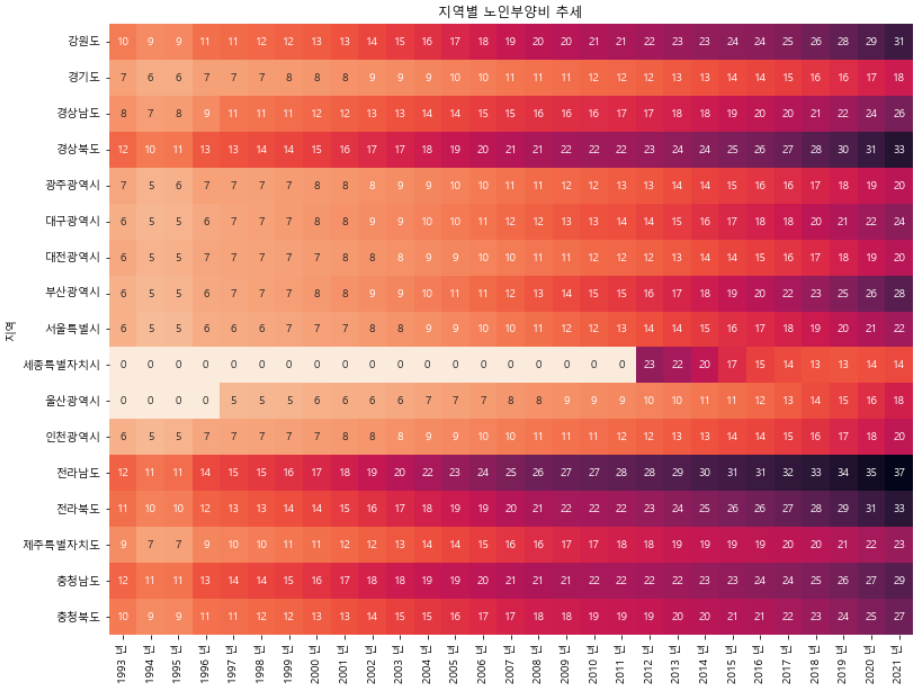 지역별 노인부양비 추세
강원도 10 9 9 11 11 12 12 13 13 14 15 16 17 18 19 20 20 21 21 22 23 23 24 24 25 26 28 29 31
경기도 7 6 6 7 7 7 8 8 8 9 9 9 10 10 11 11 11 12 12 12 13 13 14 14 15 16 16 17 18
경상남도 8 7 8 9 11 11 11 12 12 13 13 14 14 15 15 16 16 16 17 17 18 18 19 20 20 21 22 24 26
경상북도 12 10 11 13 13 14 14 15 16 17 17 18 19 20 21 21 22 22 22 23 24 24 25 26 27 28 30 31 33
광주광역시 7 5 6 7 7 7 7 8 8 8 9 9 10 10 11 11 12 12 13 13 14 14 15 16 16 17 18 19 20
대구광역시 6 5 5 6 7 7 7 8 8 9 9 10 10 11 12 12 13 13 14 14 15 16 17 18 18 20 21 22 24
대전광역시 6 5 5 7 7 7 7 7 8 8 8 9 9 10 10 11 11 12 12 12 13 14 14 15 16 17 18 19 20
부산광역시 6 5 5 6 7 7 7 8 8 9 9 10 11 11 12 13 14 15 15 16 17 18 19 20 22 23 25 26 28
서울특별시 6 5 5 6 6 6 7 7 7 8 8 9 9 10 10 11 12 12 13 14 14 15 16 17 18 19 20 21 22
지역
세종특별자치시 0 0 0 0 0 0 0 0 0 0 0 0 0 0 0 0 0 0 0 23 22 20 17 15 14 13 13 14 14
울산광역시 0 0 0 0 5 5 5 6 6 6 6 7 7 7 8 8 9 9 9 10 10 11 11 12 13 14 15 16 18
인천광역시 6 5 5 7 7 7 7 7 8 8 8 9 9 10 10 11 11 11 12 12 13 13 14 14 15 16 17 18 20
전라남도 12 11 11 14 15 15 16 17 18 19 20 22 23 24 25 26 27 27 28 28 29 30 31 31 32 33 34 35 37
전라북도 11 10 10 12 13 13 14 14 15 16 17 18 19 19 20 21 22 22 22 23 24 25 26 26 27 28 29 31 33
제주특별자치도 9 7 7 9 10 10 11 11 12 12 13 14 14 15 16 16 17 17 18 18 19 19 19 19 20 20 21 22 23
충청남도 12 11 11 13 14 14 15 16 17 18 18 19 19 20 21 21 21 22 22 22 22 23 23 24 24 25 26 27 29
충청북도 10 9 9 11 11 12 12 13 13 14 15 15 16 17 17 18 18 19 19 19 20 20 21 21 22 23 24 25 27
1993 년 1994 년 1995 년 1996 년 1997 년 1998 년 1999 년 2000 년 2001 년 2002 년 2003 년 2004 년 2005 년 2006 년 2007 년 2008 년 2009 년 2010 년 2011 년 2012 년 2013 년 2014 년 2015 년 2016 년 2017 년 2018 년 2019 년 2020 년 2021 년